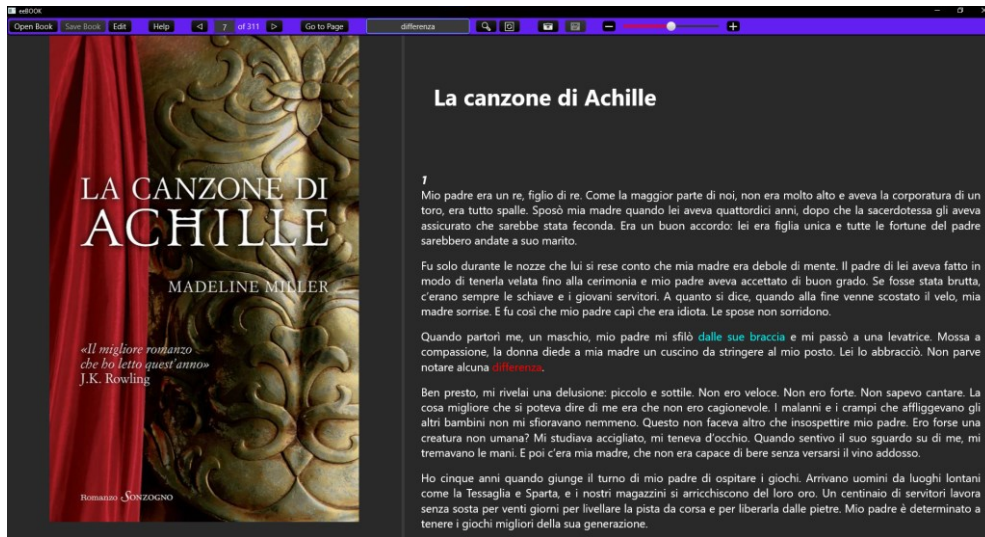 eeBOOK
Open Book Save Book Edit Help 7 of 311 Go to Page differenza
LA CANZONE DI
ACHILLE
MADELINE MILLER
«Il migliore romanzo
che ho letto quest'anno»
J.K. Rowling
Romanzo SONZOGNO
La canzone di Achille
1
Mio padre era un re, figlio di re. Come la maggior parte di noi, non era molto alto e aveva la corporatura di un
toro, era tutto spalle. Sposò mia madre quando lei aveva quattordici anni, dopo che la sacerdotessa gli aveva
assicurato che sarebbe stata feconda. Era un buon accordo: lei era figlia unica e tutte le fortune del padre
sarebbero andate a suo marito.
Fu solo durante le nozze che lui si rese conto che mia madre era debole di mente. Il padre di lei aveva fatto in
modo di tenerla velata fino alla cerimonia e mio padre aveva accettato di buon grado. Se fosse stata brutta,
c'erano sempre le schiave e i giovani servitori. A quanto si dice, quando alla fine venne scostato il velo, mia
madre sorrise. E fu così che mio padre capì che era idiota. Le spose non sorridono.
Quando partorì me, un maschio, mio padre mi sfilò dalle sue braccia e mi passò a una levatrice. Mossa a
compassione, la donna diede a mia madre un cuscino da stringere al mio posto. Lei lo abbracciò. Non parve
notare alcuna differenza.
Ben presto, mi rivelai una delusione: piccolo e sottile. Non ero veloce. Non ero forte. Non sapevo cantare. La
cosa migliore che si poteva dire di me era che non ero cagionevole. I malanni e i crampi che affliggevano gli
altri bambini non mi sfioravano nemmeno. Questo non faceva altro che insospettire mio padre. Ero forse una
creatura non umana? Mi studiava accigliato, mi teneva d'occhio. Quando sentivo il suo sguardo su di me, mi
tremavano le mani. E poi c'era mia madre, che non era capace di bere senza versarsi il vino addosso.
Ho cinque anni quando giunge il turno di mio padre di ospitare i giochi. Arrivano uomini da luoghi lontani
come la Tessaglia e Sparta, e i nostri magazzini si arricchiscono del loro oro. Un centinaio di servitori lavora
senza sosta per venti giorni per livellare la pista da corsa e per liberarla dalle pietre. Mio padre è determinato a
tenere i giochi migliori della sua generazione.